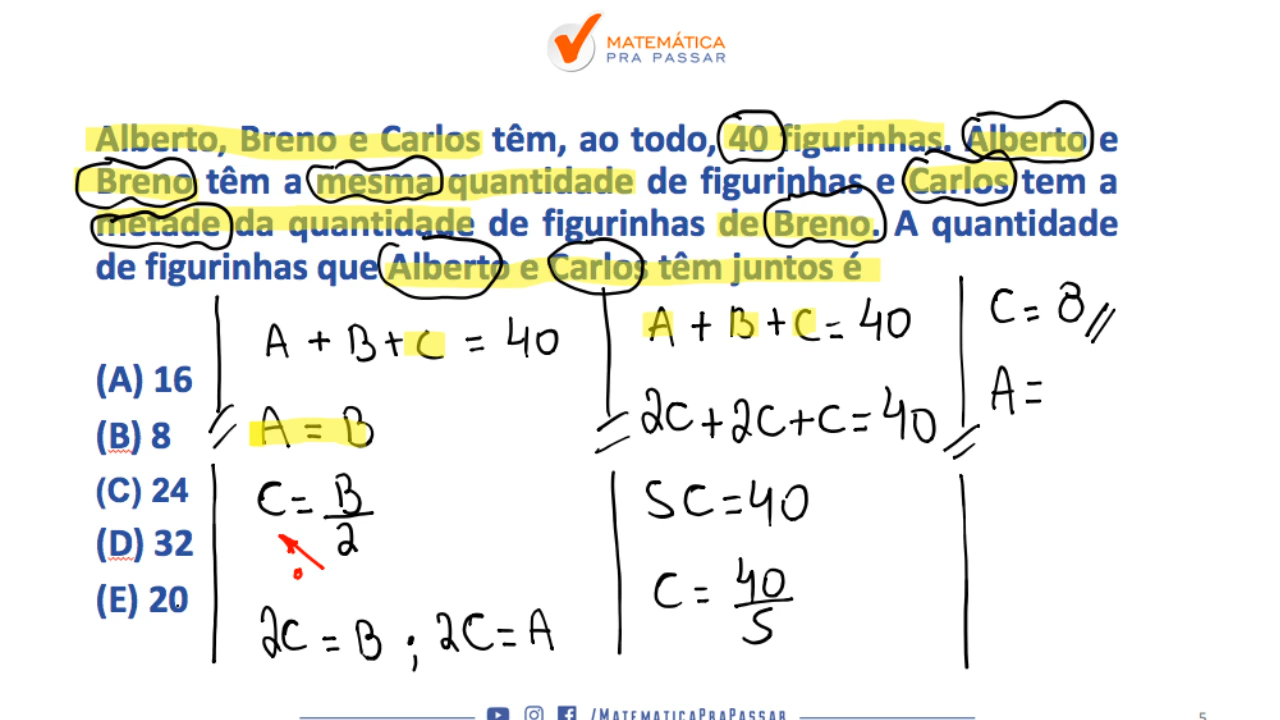 MATEMÁTICA
PRA PASSAR
Alberto, Breno e Carlos têm, ao todo, 40 figurinhas. Alberto e
Breno têm a mesma quantidade de figurinhas e Carlos tem a
metade da quantidade de figurinhas de Breno. A quantidade
de figurinhas que Alberto e Carlos têm juntos é
(A) 16
(B) 8
(C) 24
(D) 32
(E) 20
A + B + C = 40
A = B
C = B/2
2C = B ; 2C = A
A + B + C = 40
2C + 2C + C = 40
5C = 40
C = 40/5
C = 8
A =
/MATEMATICAPRAPASSAR
5